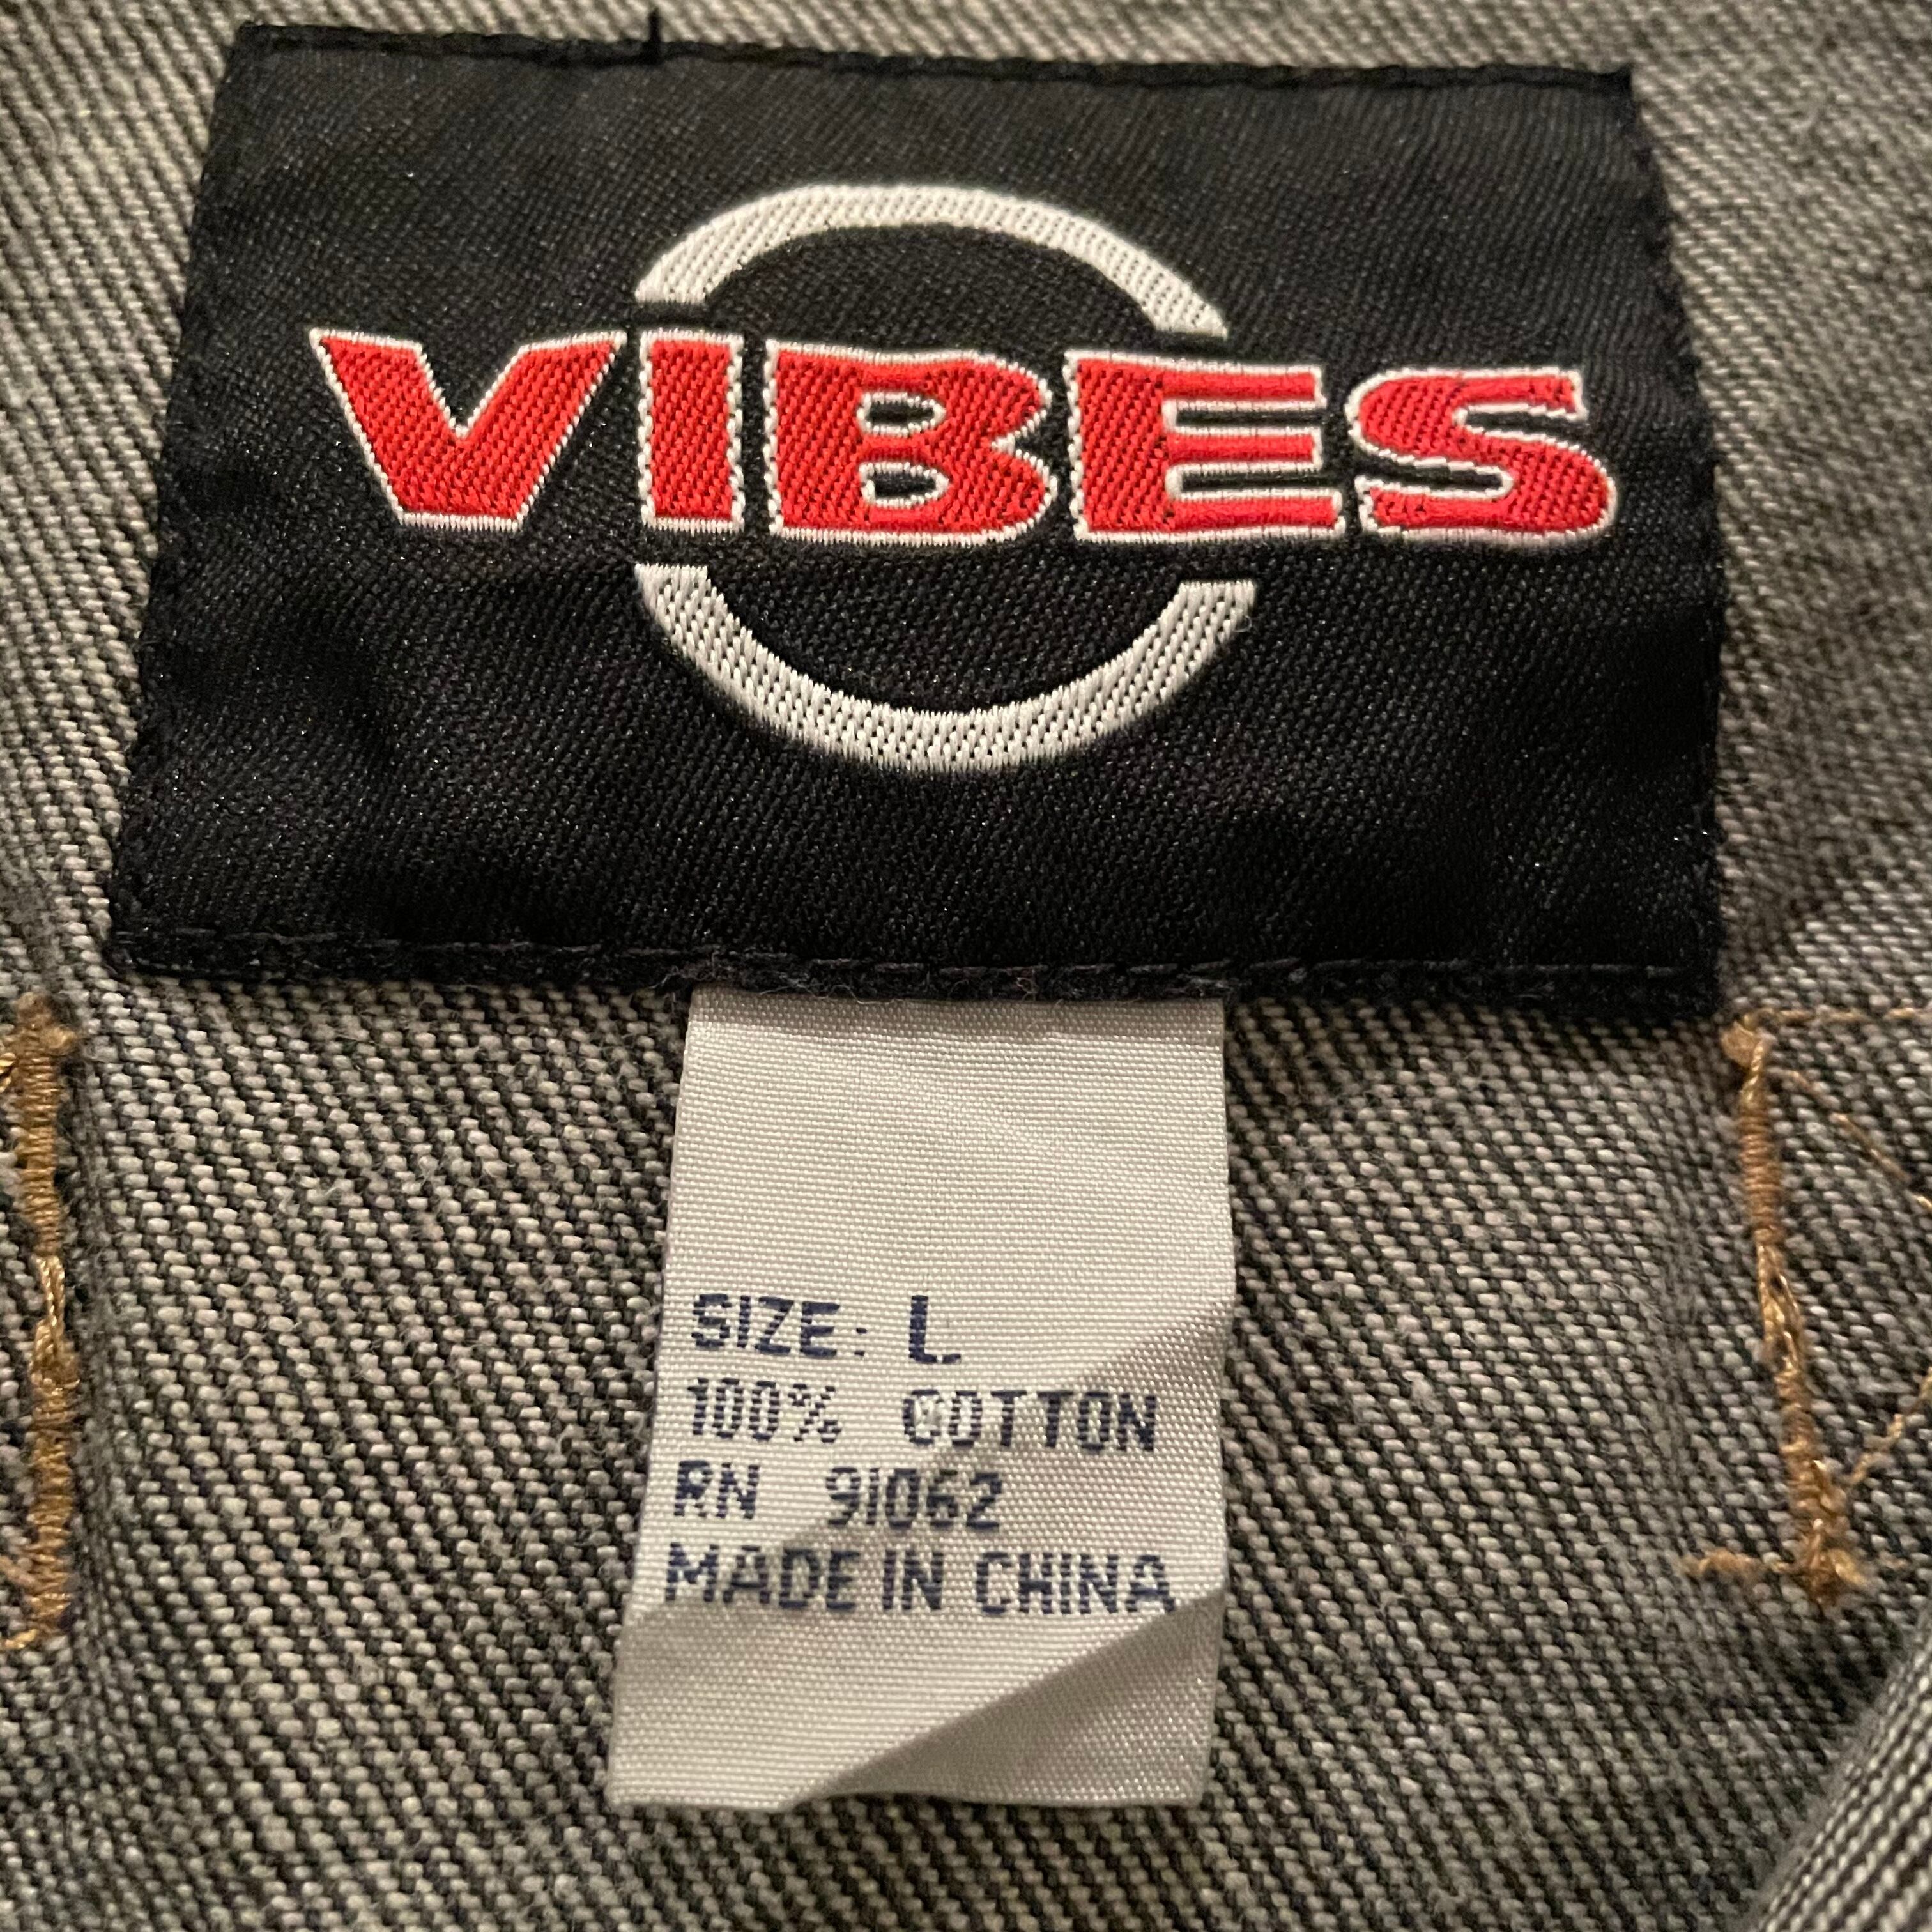 VIBES
SIZE: L
100% COTTON
RN 91062
MADE IN CHINA